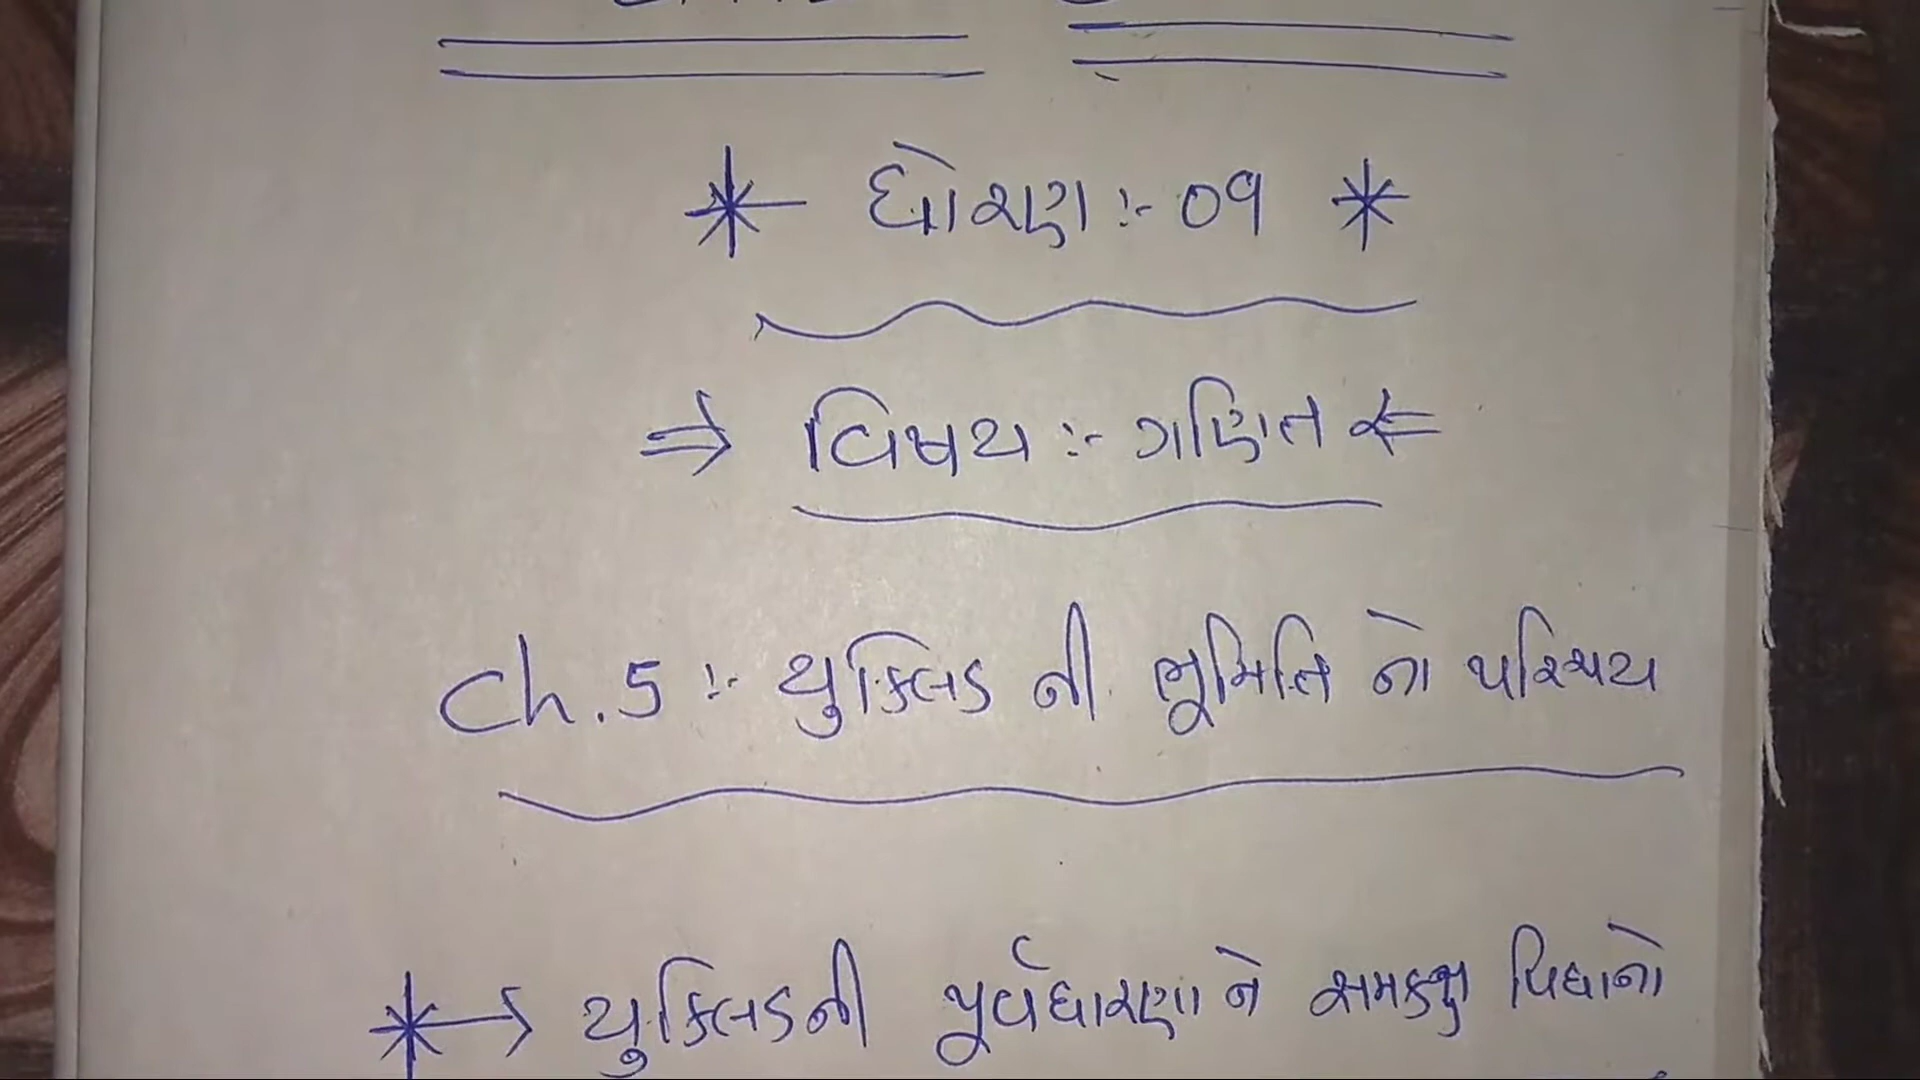 * ધોરણ :- 09 *
⇒ વિષય :- ગણિત ⇐
Ch. 5 :- યુક્લિડ ની ભૂમિતિ નો પરિચય
*→ યુક્લિડની પૂર્વધારણા ને સમકક્ષ વિધાનો